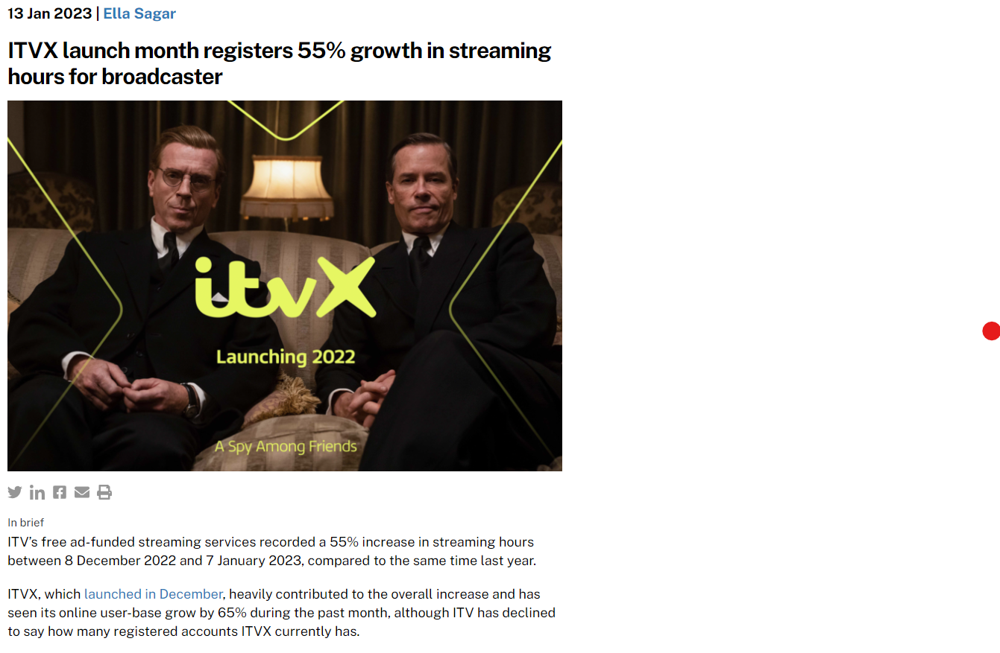 13 Jan 2023 | Ella Sagar
ITVX launch month registers 55% growth in streaming
hours for broadcaster
itvX
Launching 2022
A Spy Among Friends
In brief
ITV’s free ad-funded streaming services recorded a 55% increase in streaming hours
between 8 December 2022 and 7 January 2023, compared to the same time last year.
ITVX, which launched in December, heavily contributed to the overall increase and has
seen its online user-base grow by 65% during the past month, although ITV has declined
to say how many registered accounts ITVX currently has.